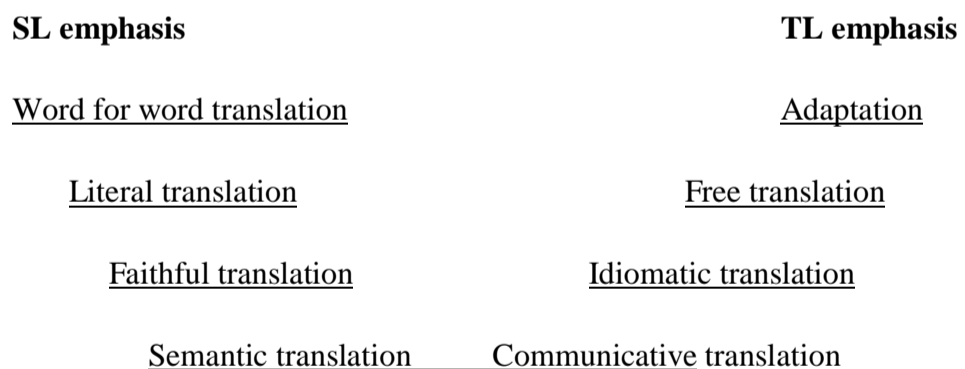 SL emphasis TL emphasis
Word for word translation Adaptation
Literal translation Free translation
Faithful translation Idiomatic translation
Semantic translation Communicative translation